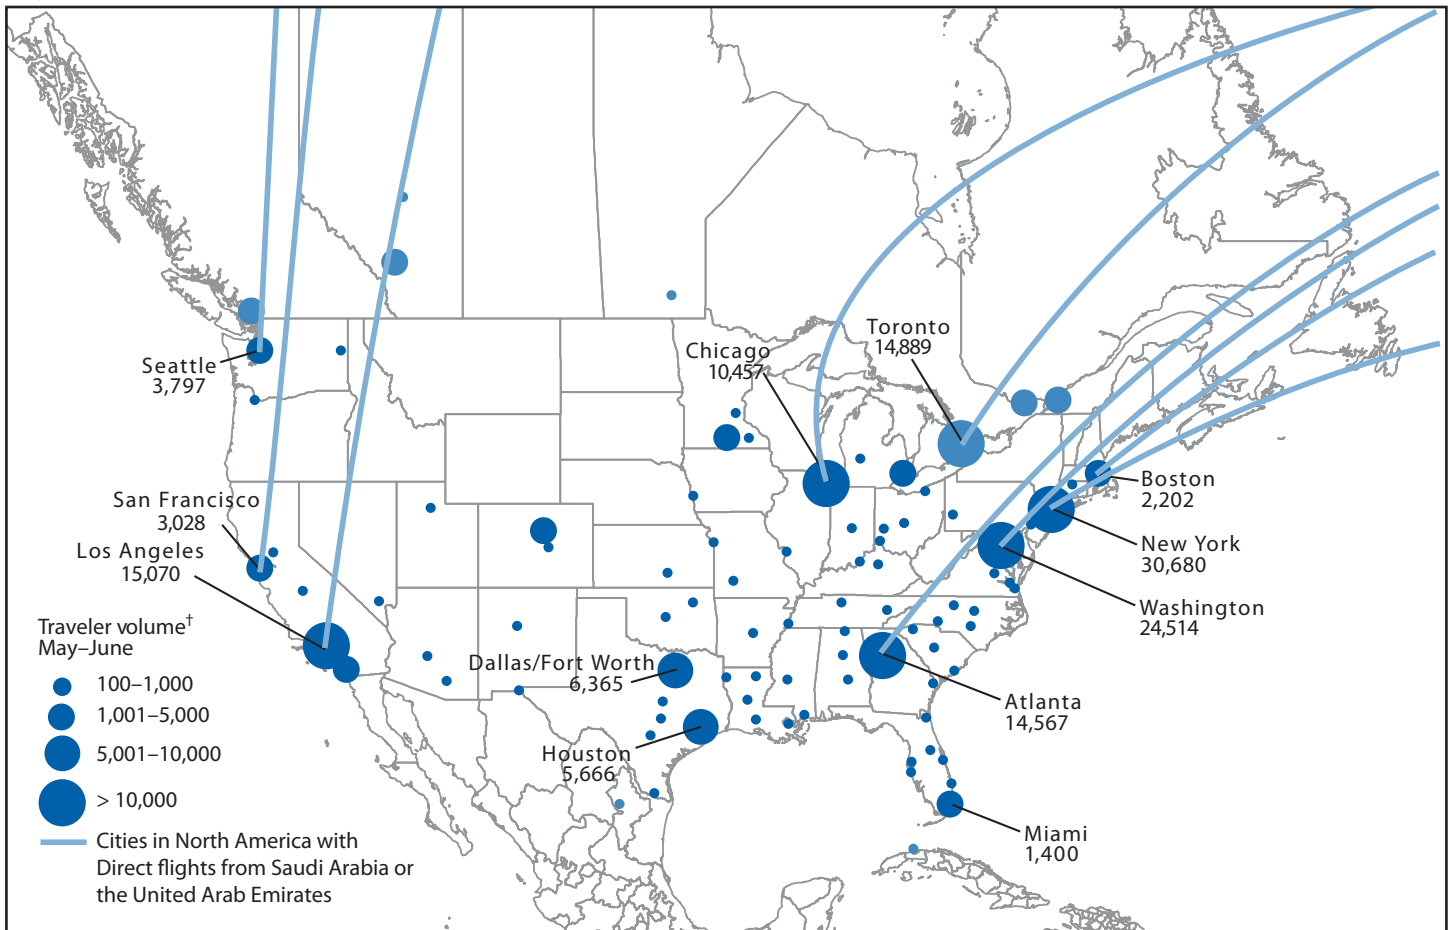 Toronto
14,889
Chicago
10,457
Seattle
3,797
San Francisco
3,028
Los Angeles
15,070
Boston
2,202
New York
30,680
Washington
24,514
Dallas/Fort Worth
6,365
Atlanta
14,567
Houston
5,666
Miami
1,400
Traveler volume†
May–June
100–1,000
1,001–5,000
5,001–10,000
> 10,000
Cities in North America with
Direct flights from Saudi Arabia or
the United Arab Emirates